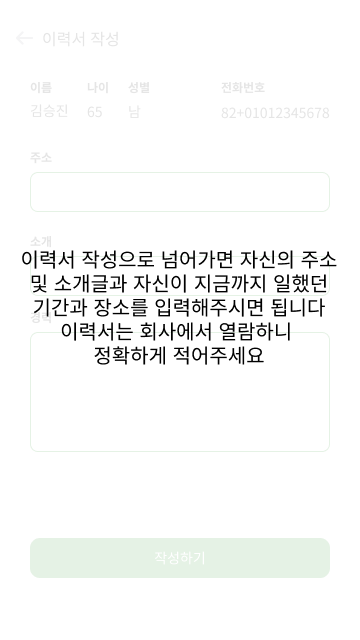 ← 이력서 작성
이름 나이 성별 전화번호
김승진 65 남 82+01012345678
주소
소개
이력서 작성으로 넘어가면 자신의 주소
및 소개글과 자신이 지금까지 일했던
기간과 장소를 입력해주시면 됩니다
경력
이력서는 회사에서 열람하니
정확하게 적어주세요
작성하기